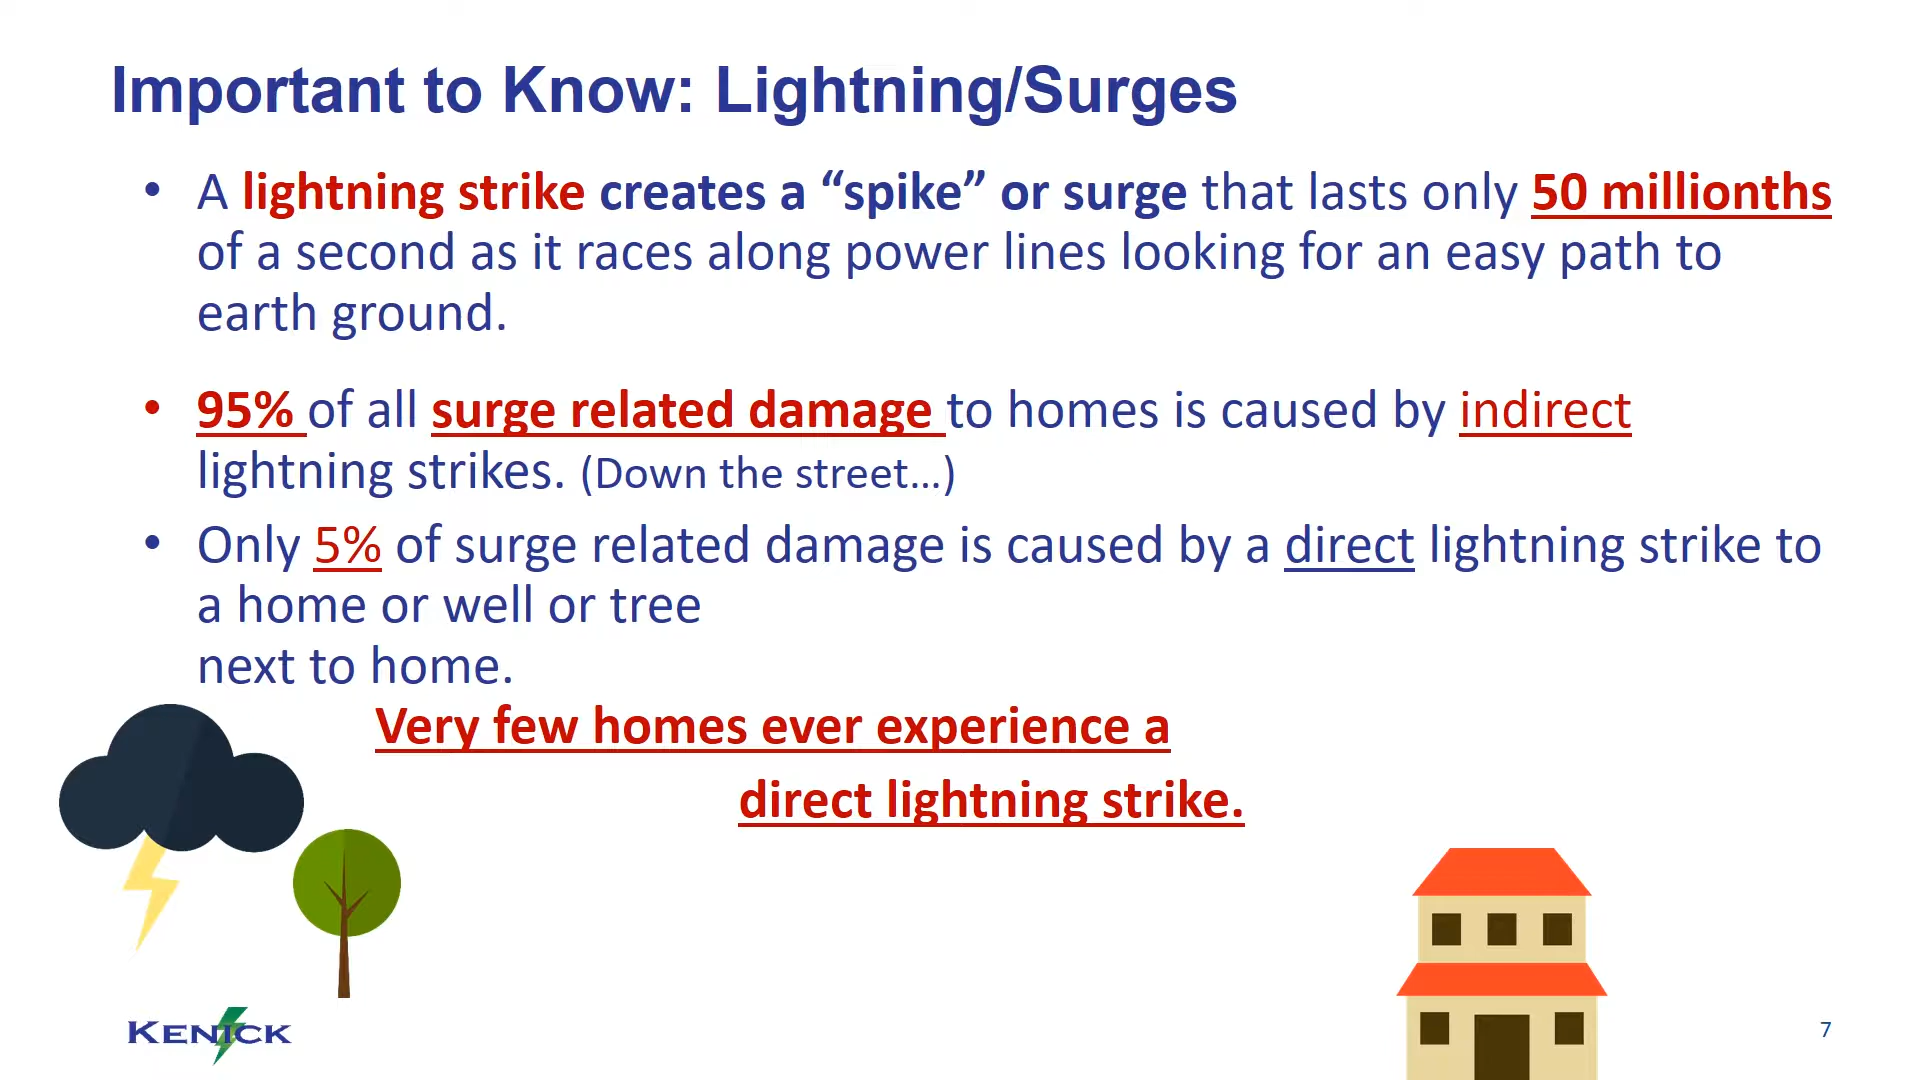 Important to Know: Lightning/Surges
• A lightning strike creates a “spike” or surge that lasts only 50 millionths
of a second as it races along power lines looking for an easy path to
earth ground.
• 95% of all surge related damage to homes is caused by indirect
lightning strikes. (Down the street...)
• Only 5% of surge related damage is caused by a direct lightning strike to
a home or well or tree
next to home.
Very few homes ever experience a
direct lightning strike.
KENICK
7